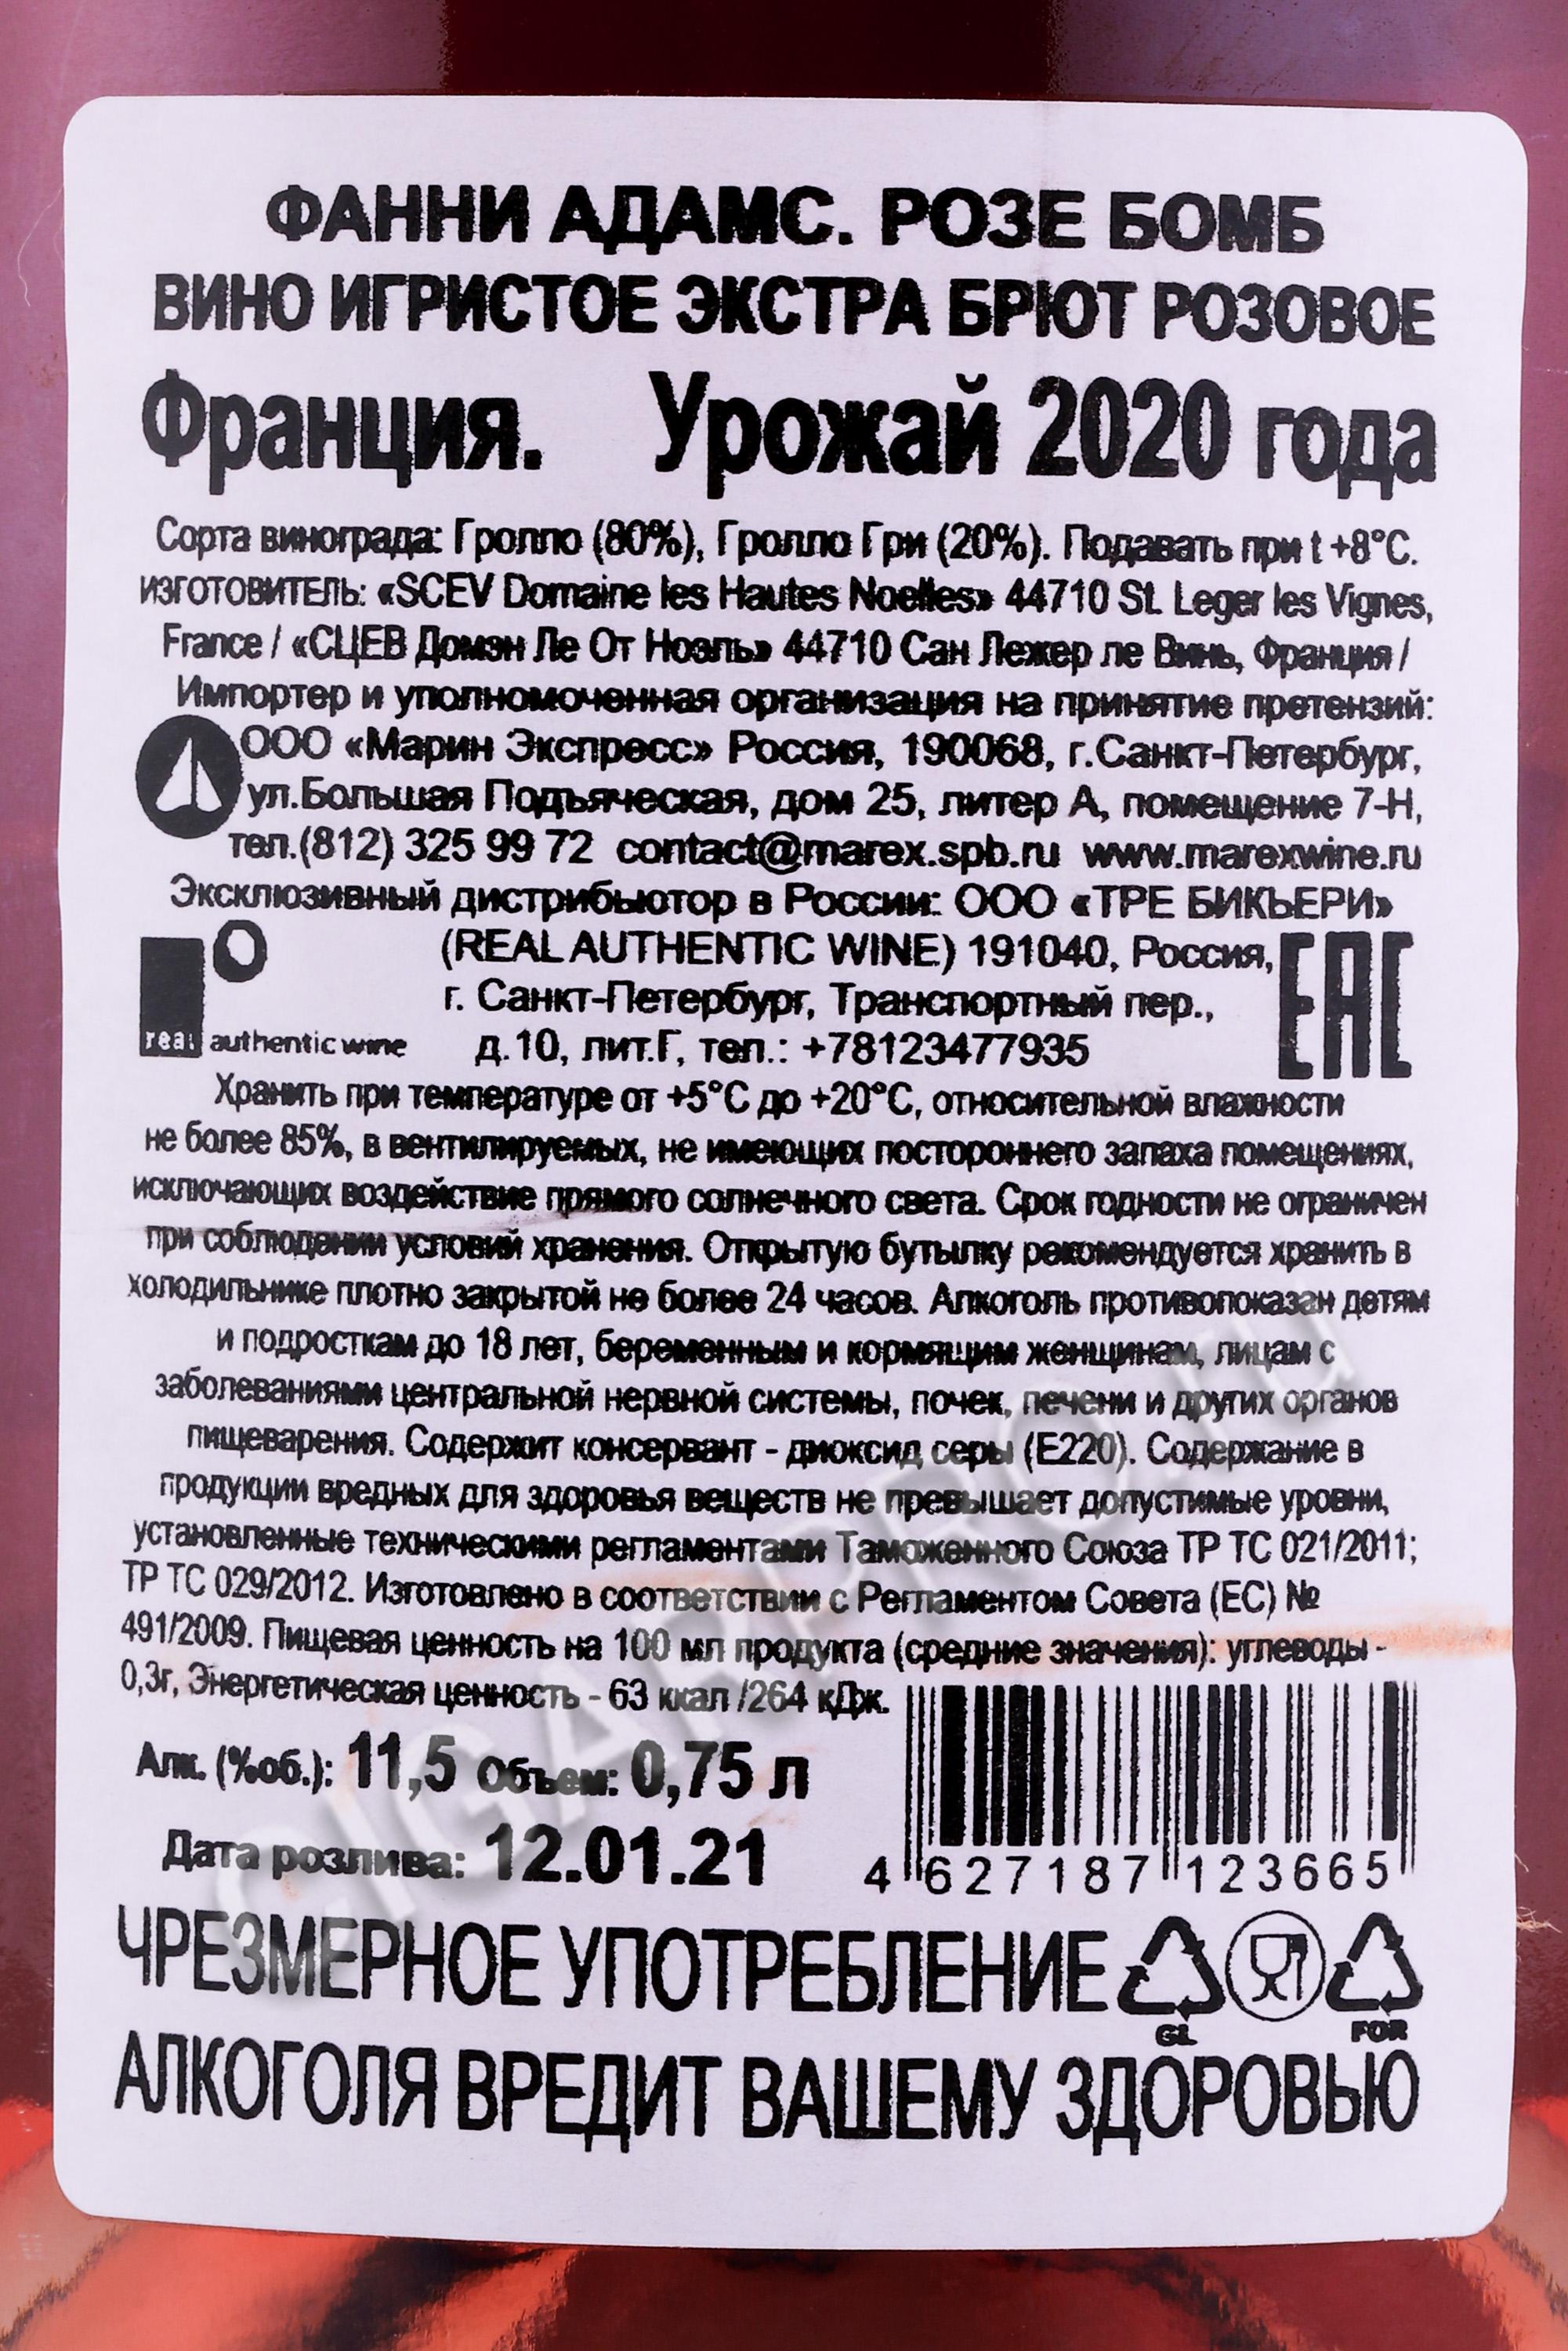 ФАННИ АДАМС. РОЗЕ БОМБ
ВИНО ИГРИСТОЕ ЭКСТРА БРЮТ РОЗОВОЕ
Франция. Урожай 2020 года
Сорта винограда: Гролло (80%), Гролло Гри (20%). Подавать при t +8°С.
ИЗГОТОВИТЕЛЬ: «SCEV Domaine les Hautes Noelles» 44710 St. Leger les Vignes,
France / «СЦЕВ Домэн Ле От Ноэль» 44710 Сан Лежер ле Винь, Франция /
Импортер и уполномоченная организация на принятие претензий:
ООО «Марин Экспресс» Россия, 190068, г.Санкт-Петербург,
ул.Большая Подъяческая, дом 25, литер А, помещение 7-Н,
тел.(812) 325 99 72 contact@marex.spb.ru www.marexwine.ru
Эксклюзивный дистрибьютор в России: ООО «ТРЕ БИКЬЕРИ»
(REAL AUTHENTIC WINE) 191040, Россия,
г. Санкт-Петербург, Транспортный пер.,
real authentic wine д.10, лит.Г, тел.: +78123477935
EAC
Хранить при температуре от +5°С до +20°С, относительной влажности
не более 85%, в вентилируемых, не имеющих постороннего запаха помещениях,
исключающих воздействие прямого солнечного света. Срок годности не ограничен
при соблюдении условий хранения. Открытую бутылку рекомендуется хранить в
холодильнике плотно закрытой не более 24 часов. Алкоголь противопоказан детям
и подросткам до 18 лет, беременным и кормящим женщинам, лицам с
заболеваниями центральной нервной системы, почек, печени и других органов
пищеварения. Содержит консервант - диоксид серы (Е220). Содержание в
продукции вредных для здоровья веществ не превышает допустимые уровни,
установленные техническими регламентами Таможенного Союза ТР ТС 021/2011;
ТР ТС 029/2012. Изготовлено в соответствии с Регламентом Совета (ЕС) №
491/2009. Пищевая ценность на 100 мл продукта (средние значения): углеводы -
0,3г, Энергетическая ценность - 63 ккал /264 кДж.
Алк. (%об.): 11,5 Объем: 0,75 л
Дата розлива: 12.01.21
4 627187 123665
ЧРЕЗМЕРНОЕ УПОТРЕБЛЕНИЕ
GL FOR
АЛКОГОЛЯ ВРЕДИТ ВАШЕМУ ЗДОРОВЬЮ
CIGARPRO.ru